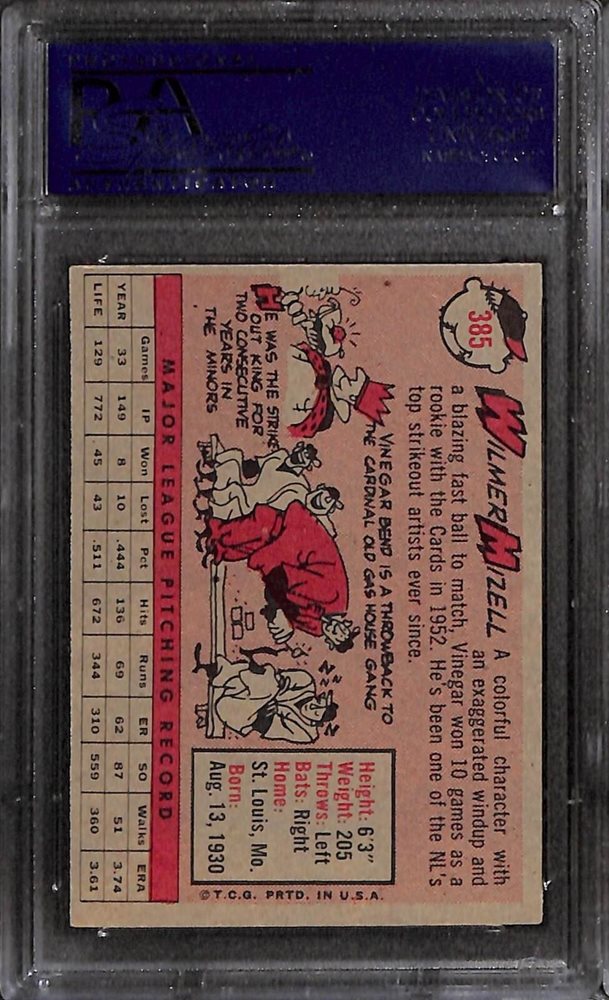 385
WILMER MIZELL A colorful character with
an exaggerated windup and
a blazing fast ball to match, Vinegar won 10 games as a
rookie with the Cards in 1952. He's been one of the NL's
top strikeout artists ever since.
VINEGAR BEND IS A THROWBACK TO
THE CARDINAL OLD GAS HOUSE GANG
HE WAS THE STRIKE
OUT KING FOR
TWO CONSECUTIVE
YEARS IN
THE MINORS
Height: 6'3"
Weight: 205
Throws: Left
Bats: Right
Home:
St. Louis, Mo.
Born:
Aug. 13, 1930
©T.C.G. PRTD. IN U.S.A.
MAJOR LEAGUE PITCHING RECORD
Games IP Won Lost Pct Hits Runs ER SO Walks ERA
YEAR 33 149 8 10 .444 136 69 62 87 51 3.74
LIFE 129 772 45 43 .511 672 344 310 559 360 3.61